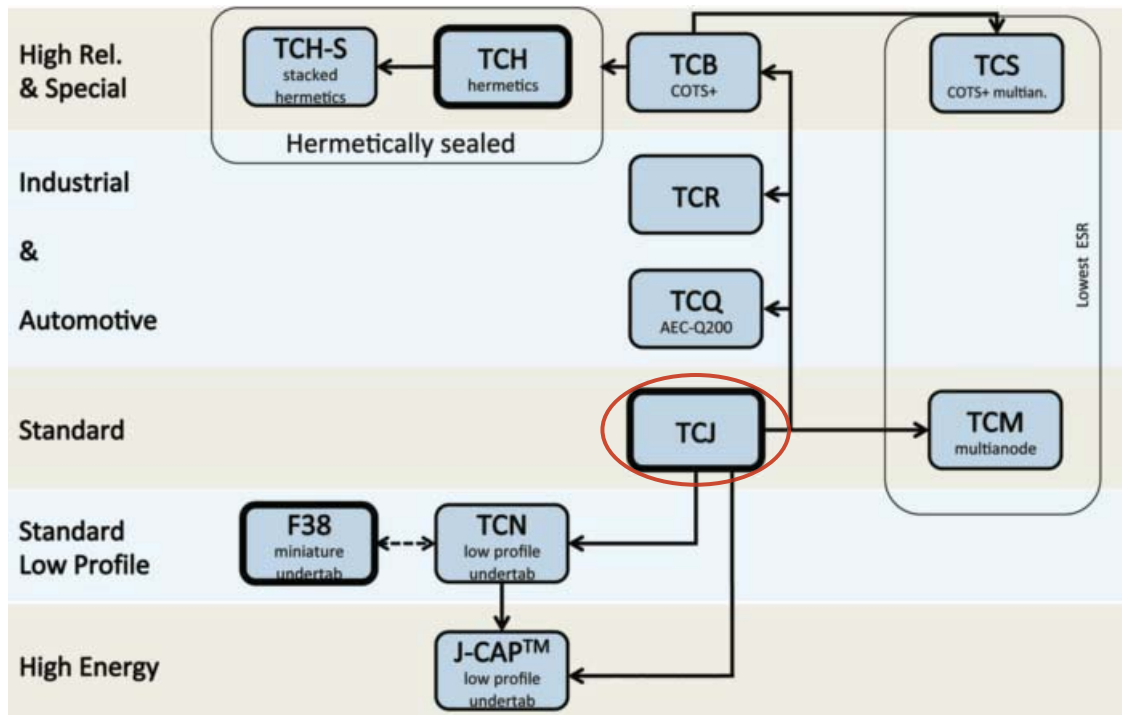 High Rel.
& Special
TCH-S
stacked
hermetics
TCH
hermetics
TCB
COTS+
TCS
COTS+ multian.
Hermetically sealed
Industrial
&
Automotive
TCR
TCQ
AEC-Q200
Lowest ESR
Standard
TCJ
TCM
multianode
Standard
Low Profile
F38
miniature
undertab
TCN
low profile
undertab
High Energy
J-CAP™
low profile
undertab